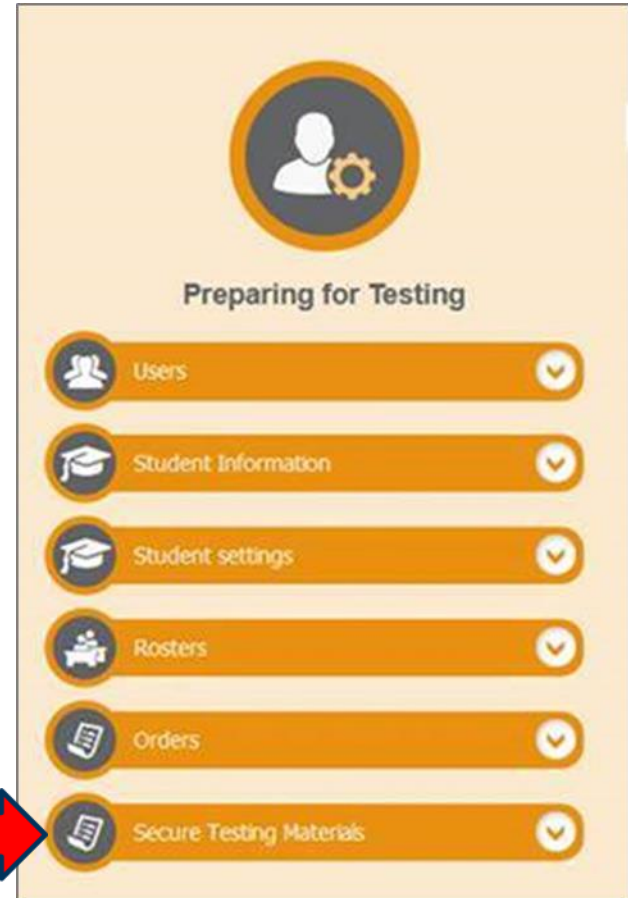 Preparing for Testing
Users
Student Information
Student settings
Rosters
Orders
Secure Testing Materials